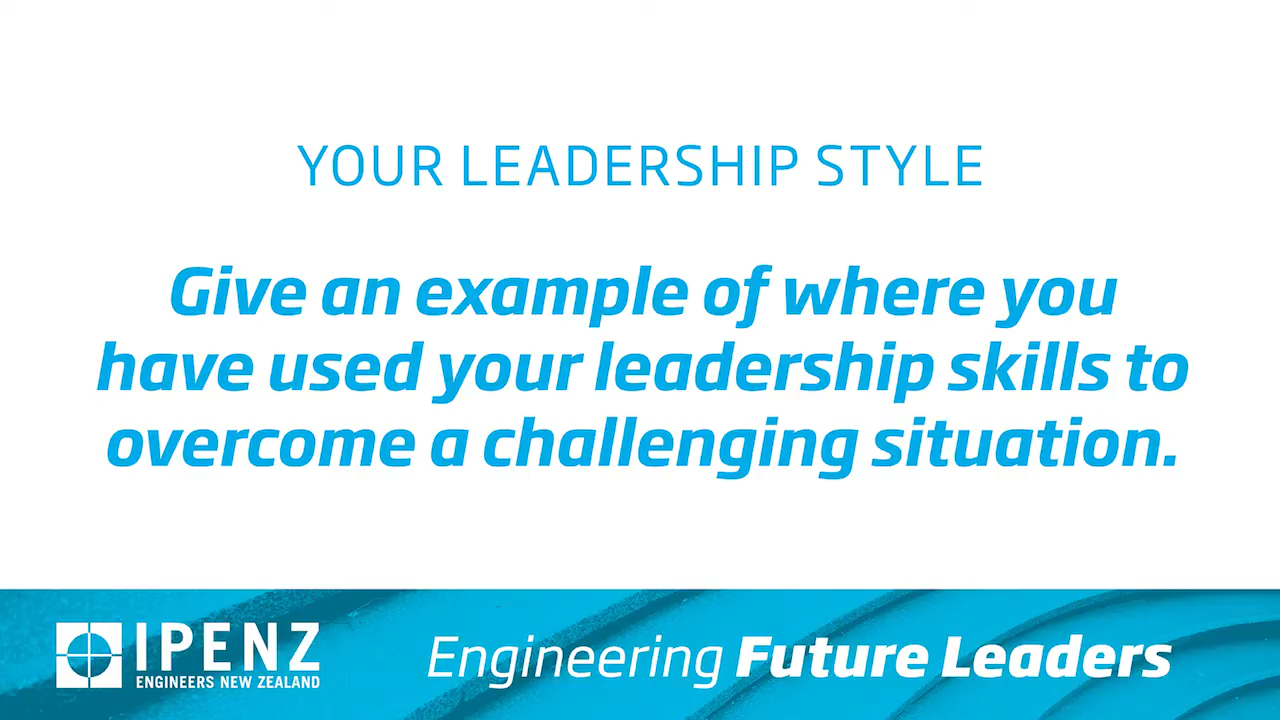 YOUR LEADERSHIP STYLE
Give an example of where you
have used your leadership skills to
overcome a challenging situation.
IPENZ
ENGINEERS NEW ZEALAND
Engineering Future Leaders